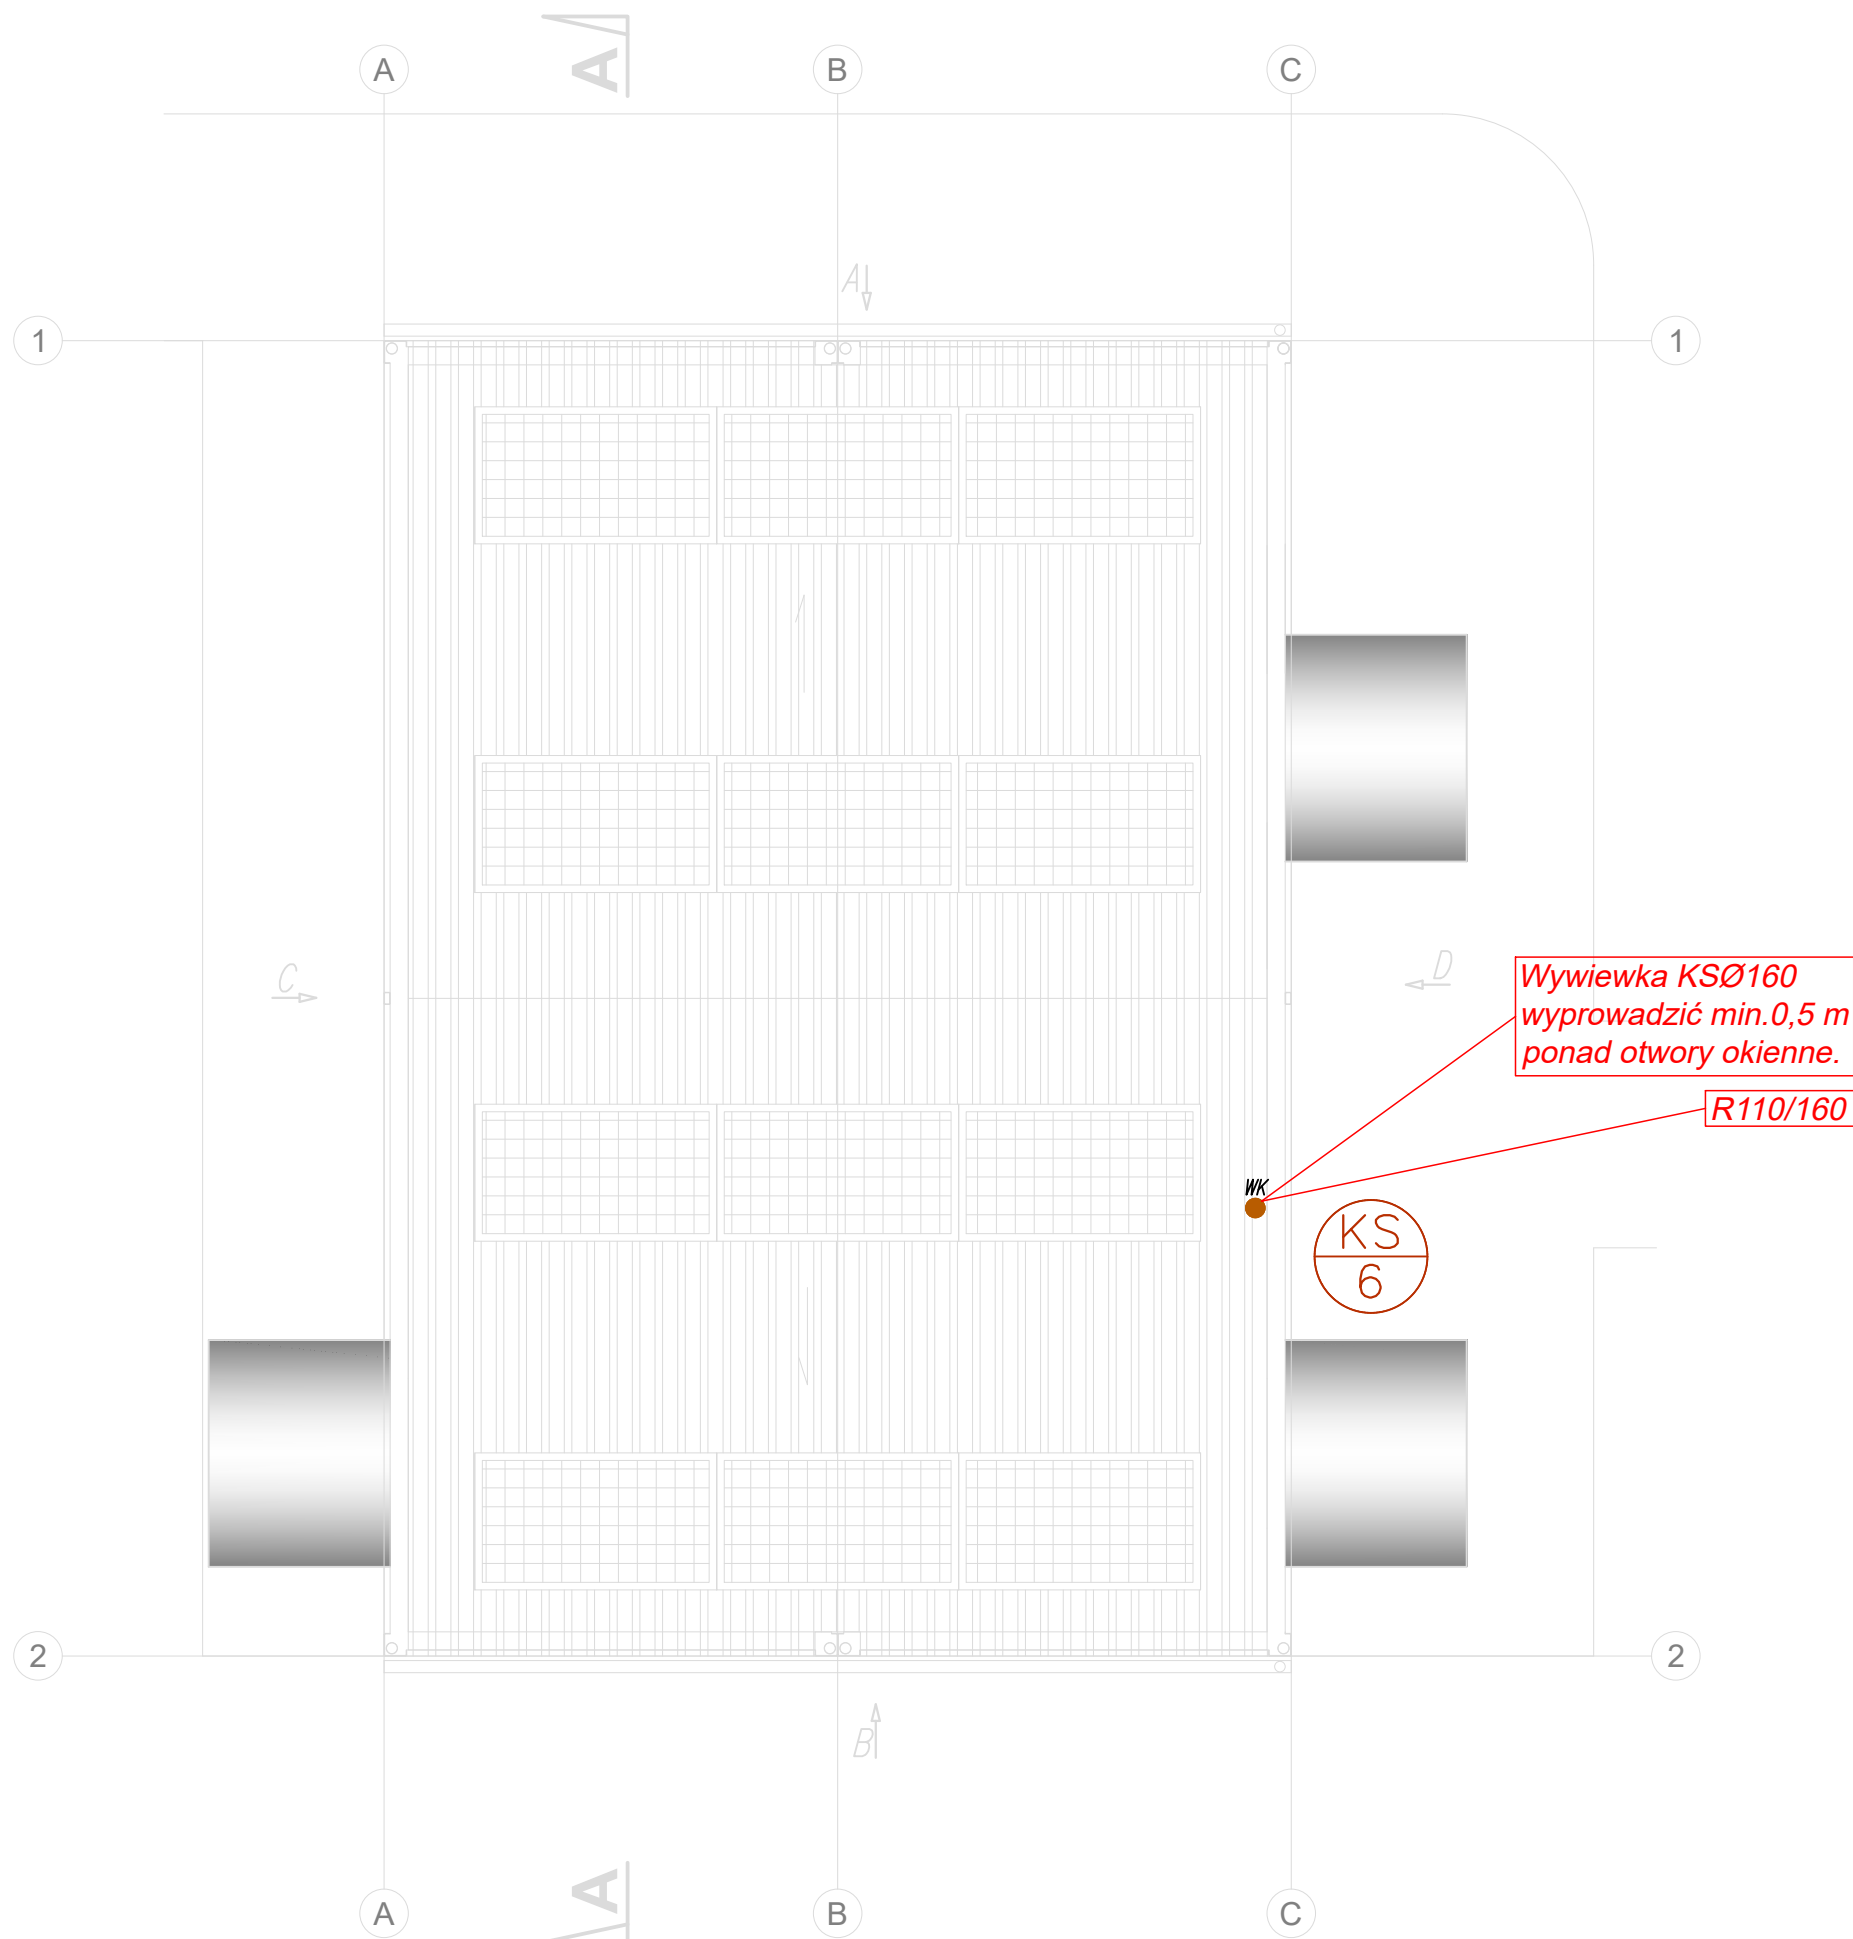 A
A
B
C
A
1
1
C
D
Wywiewka KSØ160
wyprowadzić min.0,5 m
ponad otwory okienne.
R110/160
WK
KS
6
2
2
B
A
A
B
C